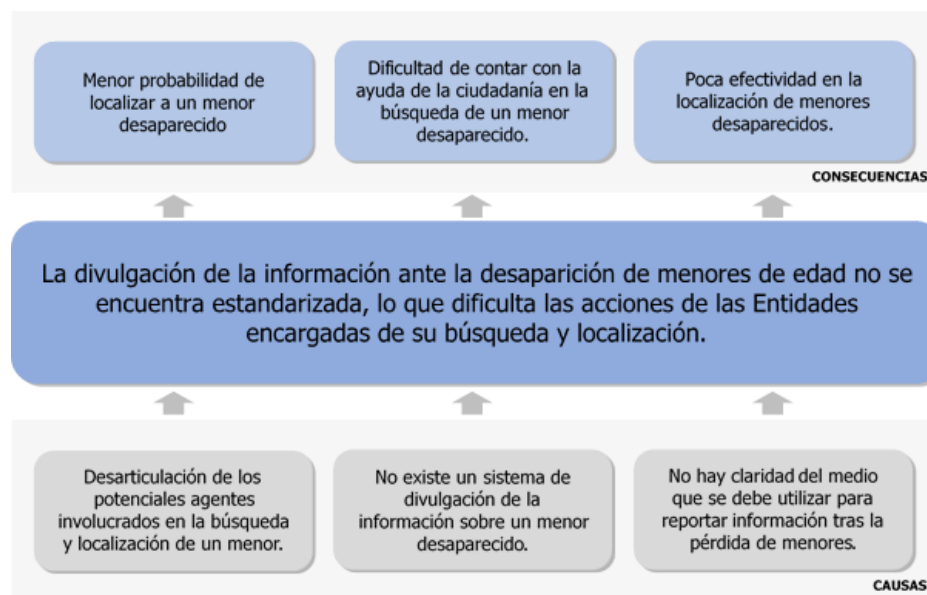 Menor probabilidad de
localizar a un menor
desaparecido
Dificultad de contar con la
ayuda de la ciudadanía en la
búsqueda de un menor
desaparecido.
Poca efectividad en la
localización de menores
desaparecidos.
CONSECUENCIAS
La divulgación de la información ante la desaparición de menores de edad no se
encuentra estandarizada, lo que dificulta las acciones de las Entidades
encargadas de su búsqueda y localización.
Desarticulación de los
potenciales agentes
involucrados en la búsqueda
y localización de un menor.
No existe un sistema de
divulgación de la
información sobre un menor
desaparecido.
No hay claridad del medio
que se debe utilizar para
reportar información tras la
pérdida de menores.
CAUSAS